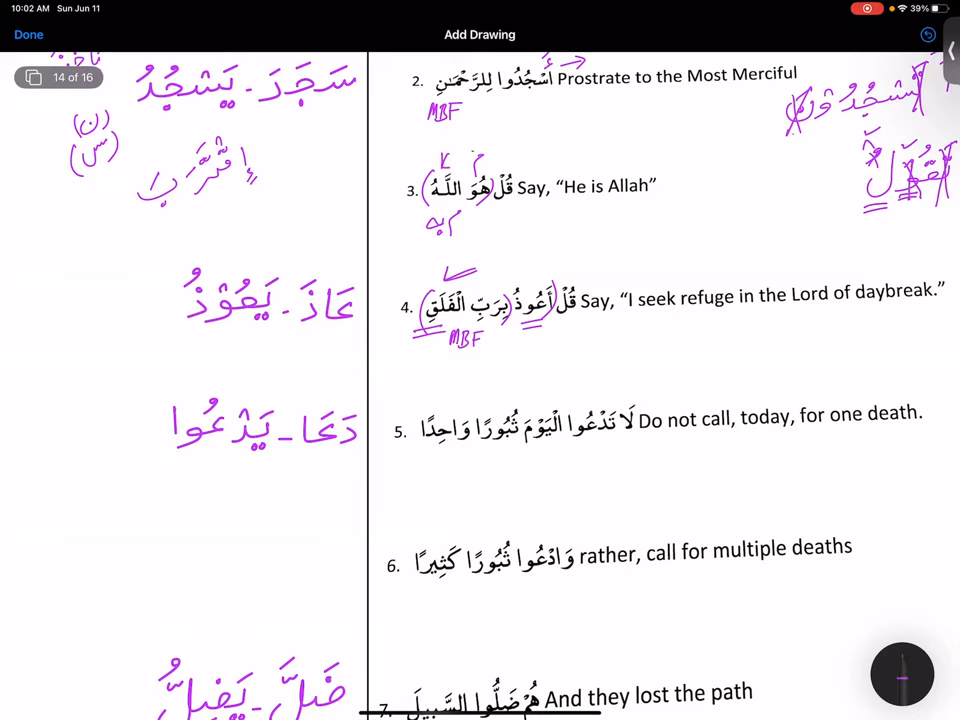 10:02 AM Sun Jun 11 39%
Done Add Drawing
14 of 16
سَجَدَ - يَسْجُدُ
2. اسْجُدُوا لِلرَّحْمَـٰنِ Prostrate to the Most Merciful
MBF
(ن)
(س)
إِقْتَرَبَ
3. قُلْ هُوَ اللَّـهُ Say, “He is Allah”
عَاذَ - يَعُوْذُ
4. قُلْ أَعُوذُ بِرَبِّ الْفَلَقِ Say, “I seek refuge in the Lord of daybreak.”
MBF
دَعَا - يَدْعُوا
5. لَا تَدْعُوا الْيَوْمَ ثُبُورًا وَاحِدًا Do not call, today, for one death.
6. وَادْعُوا ثُبُورًا كَثِيرًا rather, call for multiple deaths
ضَلَّ - يَضِلُّ
7. هُمْ ضَلُّوا السَّبِيلَ And they lost the path